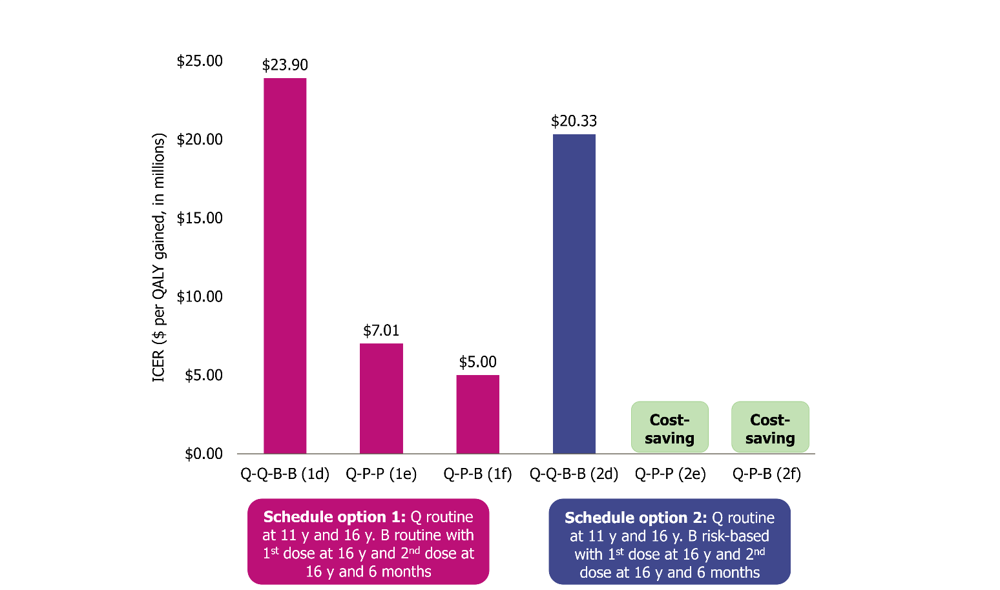 $25.00
$23.90
$20.33
$20.00
$15.00
$10.00
$7.01
$5.00
$5.00
$0.00
ICER ($ per QALY gained, in millions)
Cost-
saving
Cost-
saving
Q-Q-B-B (1d)
Q-P-P (1e)
Q-P-B (1f)
Q-Q-B-B (2d)
Q-P-P (2e)
Q-P-B (2f)
Schedule option 1: Q routine
at 11 y and 16 y. B routine with
1st dose at 16 y and 2nd dose at
16 y and 6 months
Schedule option 2: Q routine
at 11 y and 16 y. B risk-based
with 1st dose at 16 y and 2nd
dose at 16 y and 6 months